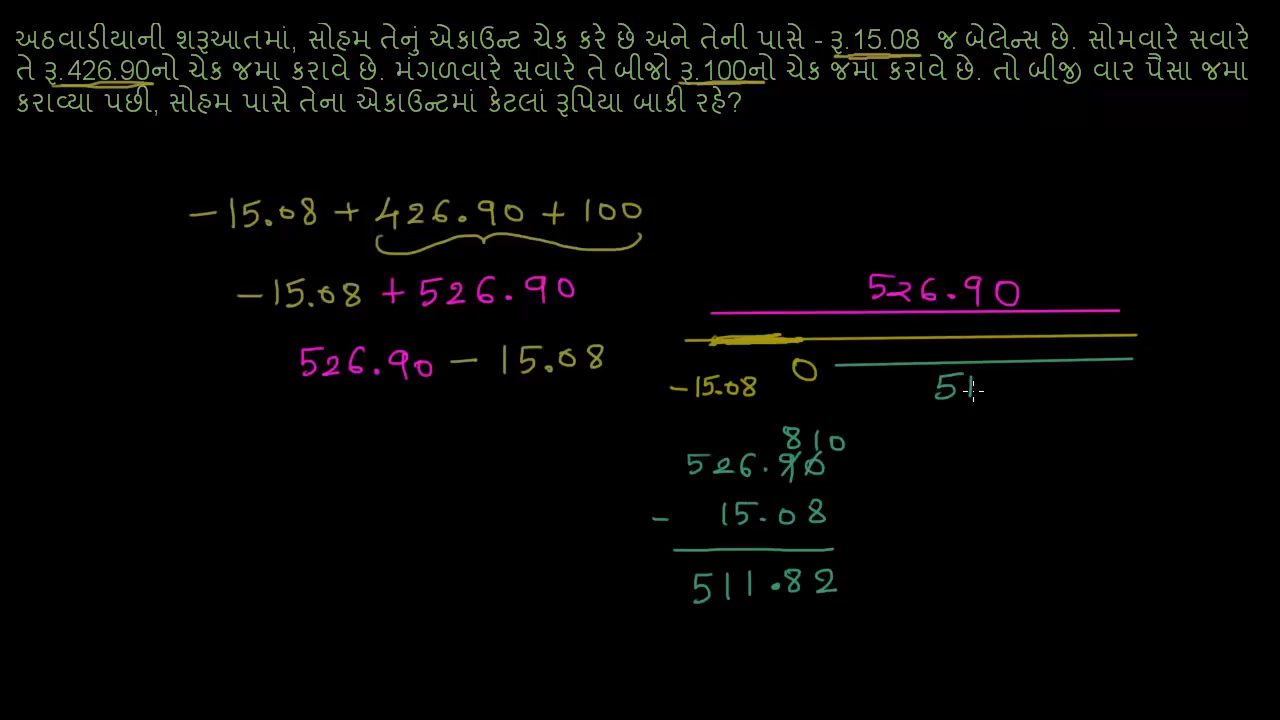 અઠવાડીયાની શરૂઆતમાં, સોહમ તેનું એકાઉન્ટ ચેક કરે છે અને તેની પાસે - રૂ.15.08 જ બેલેન્સ છે. સોમવારે સવારે
તે રૂ.426.90નો ચેક જમા કરાવે છે. મંગળવારે સવારે તે બીજો રૂ.100નો ચેક જમા કરાવે છે. તો બીજી વાર પૈસા જમા
કરાવ્યા પછી, સોહમ પાસે તેના એકાઉન્ટમાં કેટલાં રૂપિયા બાકી રહે?
-15.08 + 426.90 + 100
-15.08 + 526.90
526.90 - 15.08
526.90
-15.08 0
51
8 10
526.90
- 15.08
511.82